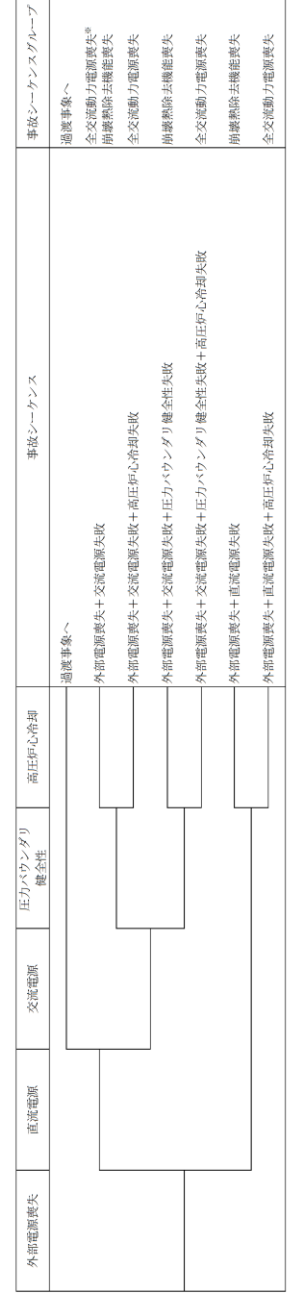 外部電源喪失
直流電源
交流電源
圧力バウンダリ
健全性
高圧炉心冷却
事故シーケンス
事故シーケンスグループ
過渡事象へ
過渡事象へ
外部電源喪失+交流電源失敗
全交流動力電源喪失※
崩壊熱除去機能喪失
外部電源喪失+交流電源失敗+高圧炉心冷却失敗
全交流動力電源喪失
外部電源喪失+交流電源失敗+圧力バウンダリ健全性失敗
崩壊熱除去機能喪失
外部電源喪失+交流電源失敗+圧力バウンダリ健全性失敗+高圧炉心冷却失敗
全交流動力電源喪失
外部電源喪失+直流電源失敗
崩壊熱除去機能喪失
外部電源喪失+直流電源失敗+高圧炉心冷却失敗
全交流動力電源喪失